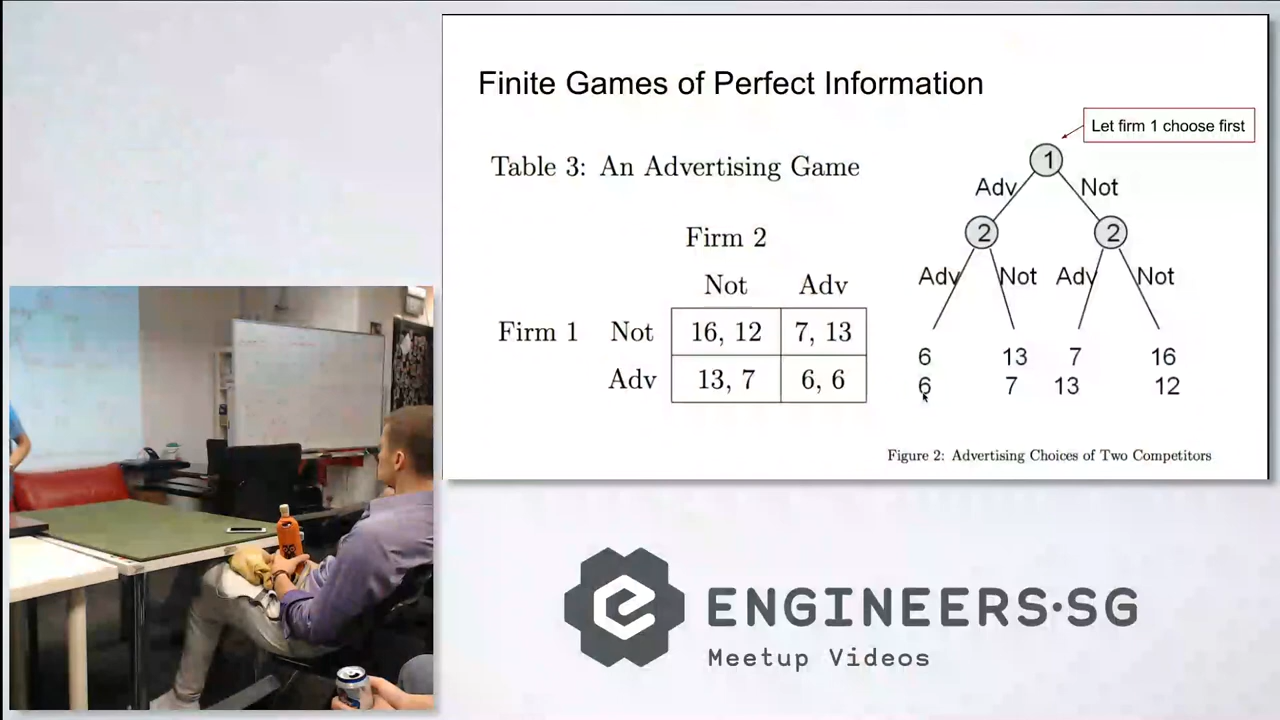 Finite Games of Perfect Information
Let firm 1 choose first
Table 3: An Advertising Game
Firm 2
Not Adv
Firm 1 Not 16, 12 7, 13
Adv 13, 7 6, 6
1
Adv Not
2 2
Adv Not Adv Not
6 13 7 16
6 7 13 12
Figure 2: Advertising Choices of Two Competitors
ENGINEERS·SG
Meetup Videos